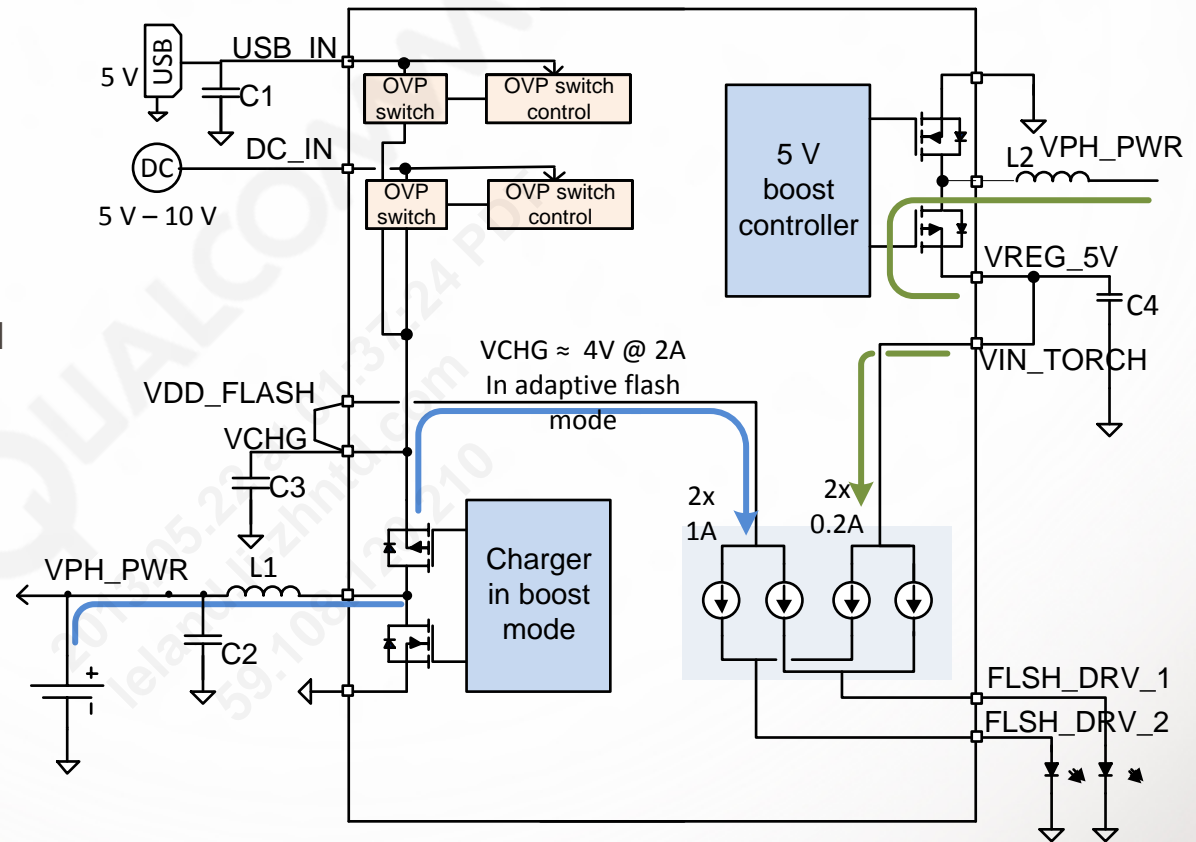 USB_IN
5 V
USB
C1
OVP
switch
OVP switch
control
DC_IN
DC
5 V – 10 V
OVP
switch
OVP switch
control
5 V
boost
controller
L2
VPH_PWR
VREG_5V
C4
VIN_TORCH
VCHG ≈ 4V @ 2A
In adaptive flash
mode
VDD_FLASH
VCHG
C3
2x
1A
2x
0.2A
VPH_PWR
L1
C2
+
Charger
in boost
mode
FLSH_DRV_1
FLSH_DRV_2